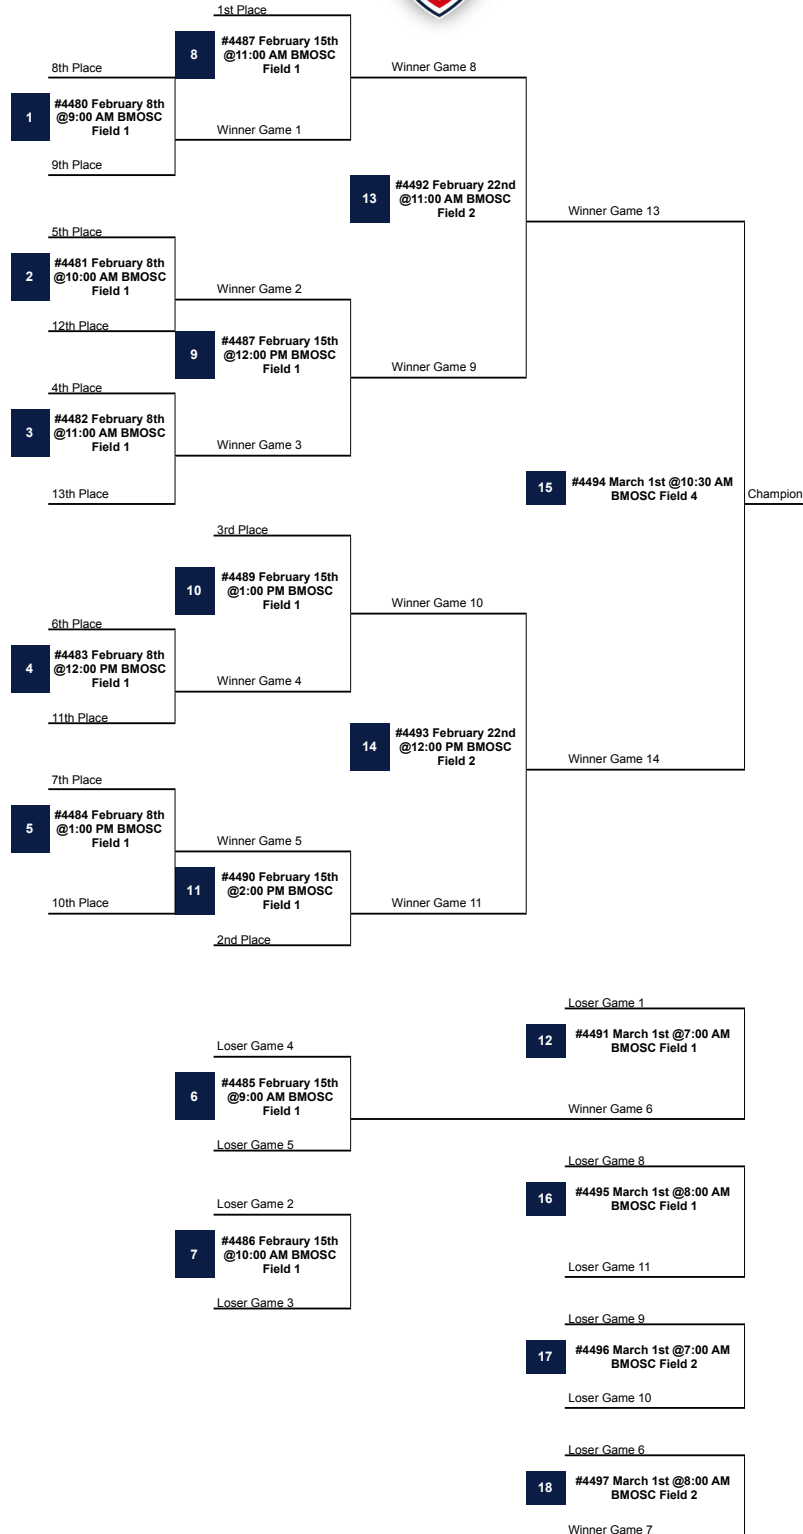 1st Place
8
#4487 February 15th
@11:00 AM BMOSC
Field 1
8th Place
Winner Game 8
1
#4480 February 8th
@9:00 AM BMOSC
Field 1
Winner Game 1
9th Place
13
#4492 February 22nd
@11:00 AM BMOSC
Field 2
Winner Game 13
5th Place
2
#4481 February 8th
@10:00 AM BMOSC
Field 1
Winner Game 2
12th Place
9
#4487 February 15th
@12:00 PM BMOSC
Field 1
Winner Game 9
4th Place
3
#4482 February 8th
@11:00 AM BMOSC
Field 1
Winner Game 3
13th Place
15
#4494 March 1st @10:30 AM
BMOSC Field 4
Champion
3rd Place
10
#4489 February 15th
@1:00 PM BMOSC
Field 1
Winner Game 10
6th Place
4
#4483 February 8th
@12:00 PM BMOSC
Field 1
Winner Game 4
11th Place
14
#4493 February 22nd
@12:00 PM BMOSC
Field 2
Winner Game 14
7th Place
5
#4484 February 8th
@1:00 PM BMOSC
Field 1
Winner Game 5
11
#4490 February 15th
@2:00 PM BMOSC
Field 1
10th Place
Winner Game 11
2nd Place
Loser Game 1
12
#4491 March 1st @7:00 AM
BMOSC Field 1
Loser Game 4
6
#4485 February 15th
@9:00 AM BMOSC
Field 1
Winner Game 6
Loser Game 5
Loser Game 8
16
#4495 March 1st @8:00 AM
BMOSC Field 1
Loser Game 2
7
#4486 Febraury 15th
@10:00 AM BMOSC
Field 1
Loser Game 11
Loser Game 3
Loser Game 9
17
#4496 March 1st @7:00 AM
BMOSC Field 2
Loser Game 10
Loser Game 6
18
#4497 March 1st @8:00 AM
BMOSC Field 2
Winner Game 7